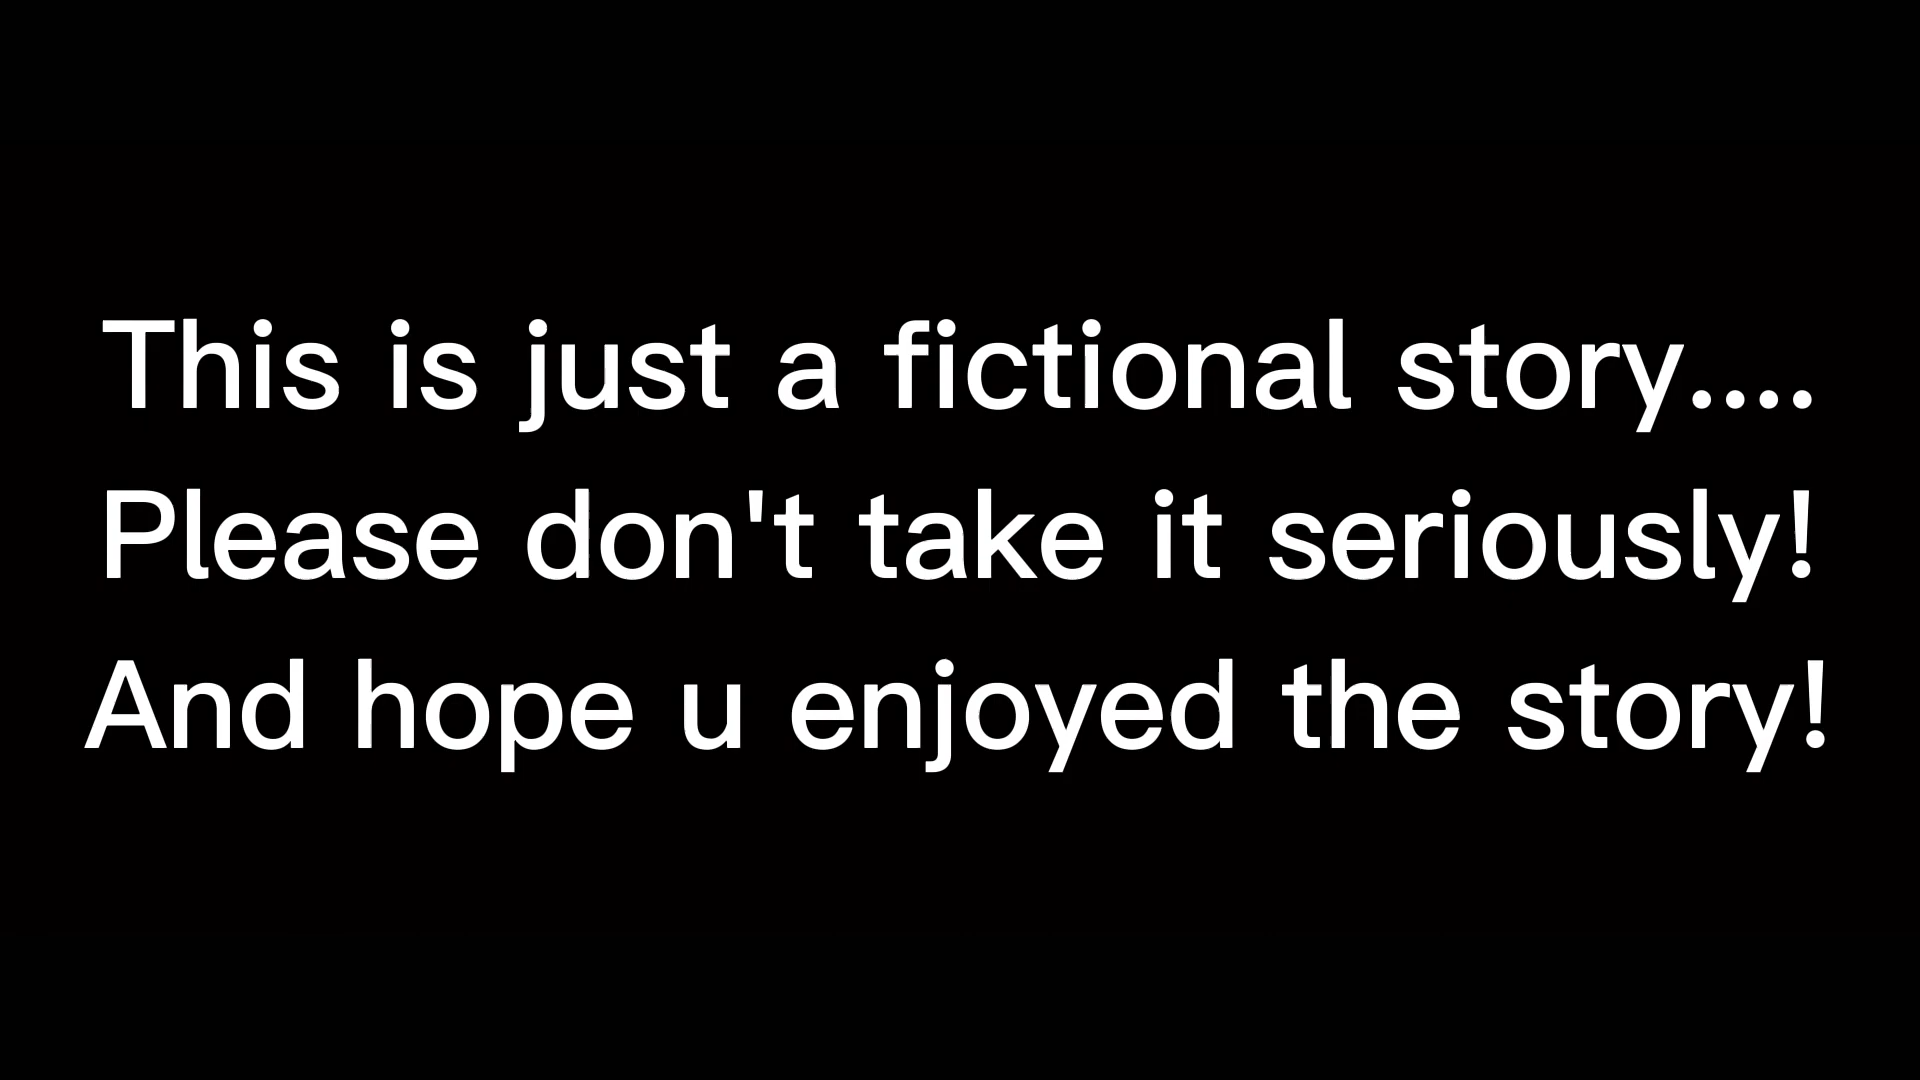 This is just a fictional story....
Please don't take it seriously!
And hope u enjoyed the story!